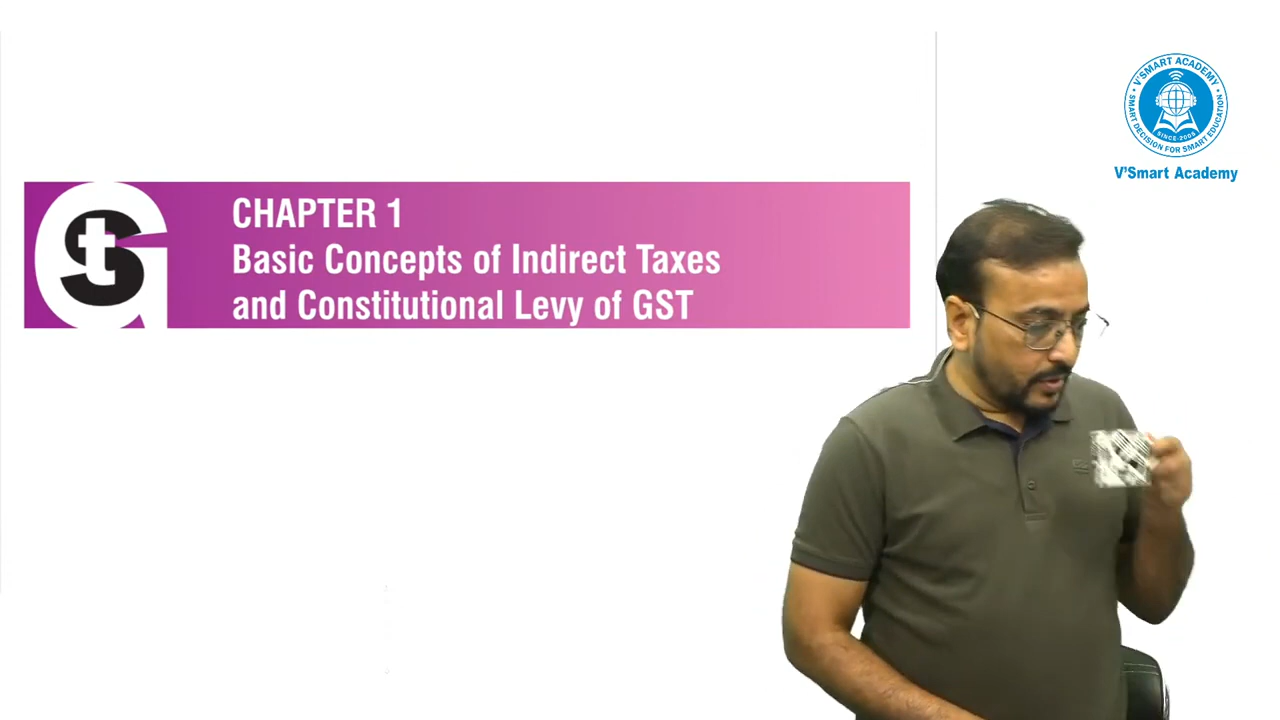 CHAPTER 1
Basic Concepts of Indirect Taxes
and Constitutional Levy of GST
Gst
V'SMART ACADEMY
SINCE-2006
SMART DECISION FOR SMART EDUCATION
V'Smart Academy